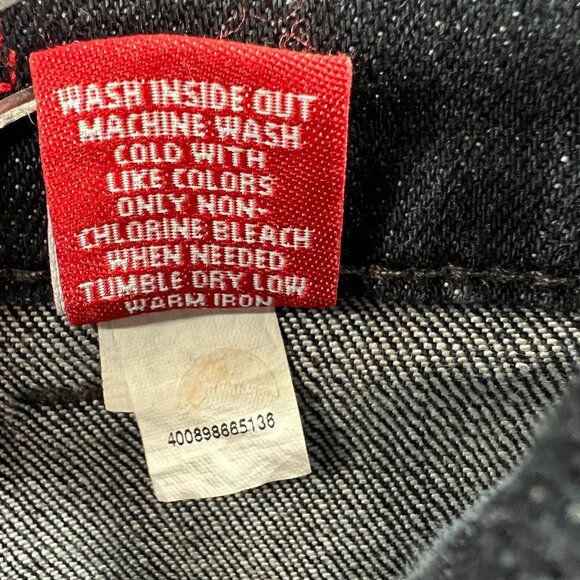 WASH INSIDE OUT
MACHINE WASH
COLD WITH
LIKE COLORS
ONLY NON-
CHLORINE BLEACH
WHEN NEEDED
TUMBLE DRY LOW
WARM IRON
400898665136